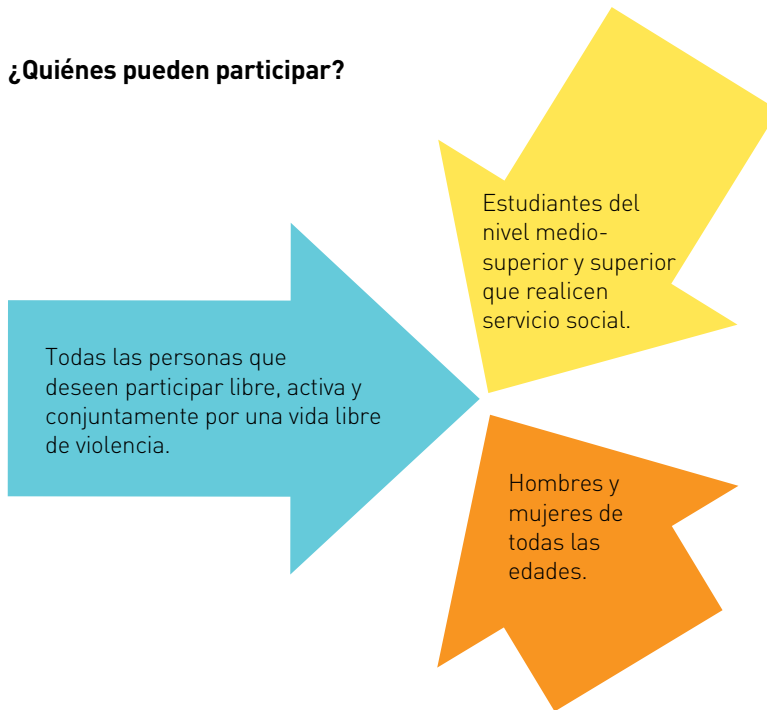 ¿Quiénes pueden participar?
Estudiantes del
nivel medio-
superior y superior
que realicen
servicio social.
Todas las personas que
deseen participar libre, activa y
conjuntamente por una vida libre
de violencia.
Hombres y
mujeres de
todas las
edades.